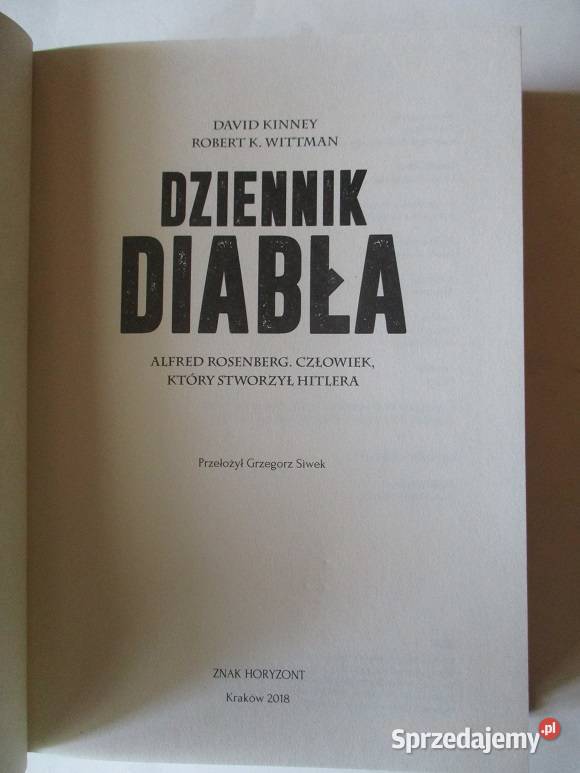 DAVID KINNEY
ROBERT K. WITTMAN
DZIENNIK
DIABŁA
ALFRED ROSENBERG. CZŁOWIEK,
KTÓRY STWORZYŁ HITLERA
Przełożył Grzegorz Siwek
ZNAK HORYZONT
Kraków 2018
Sprzedajemy.pl